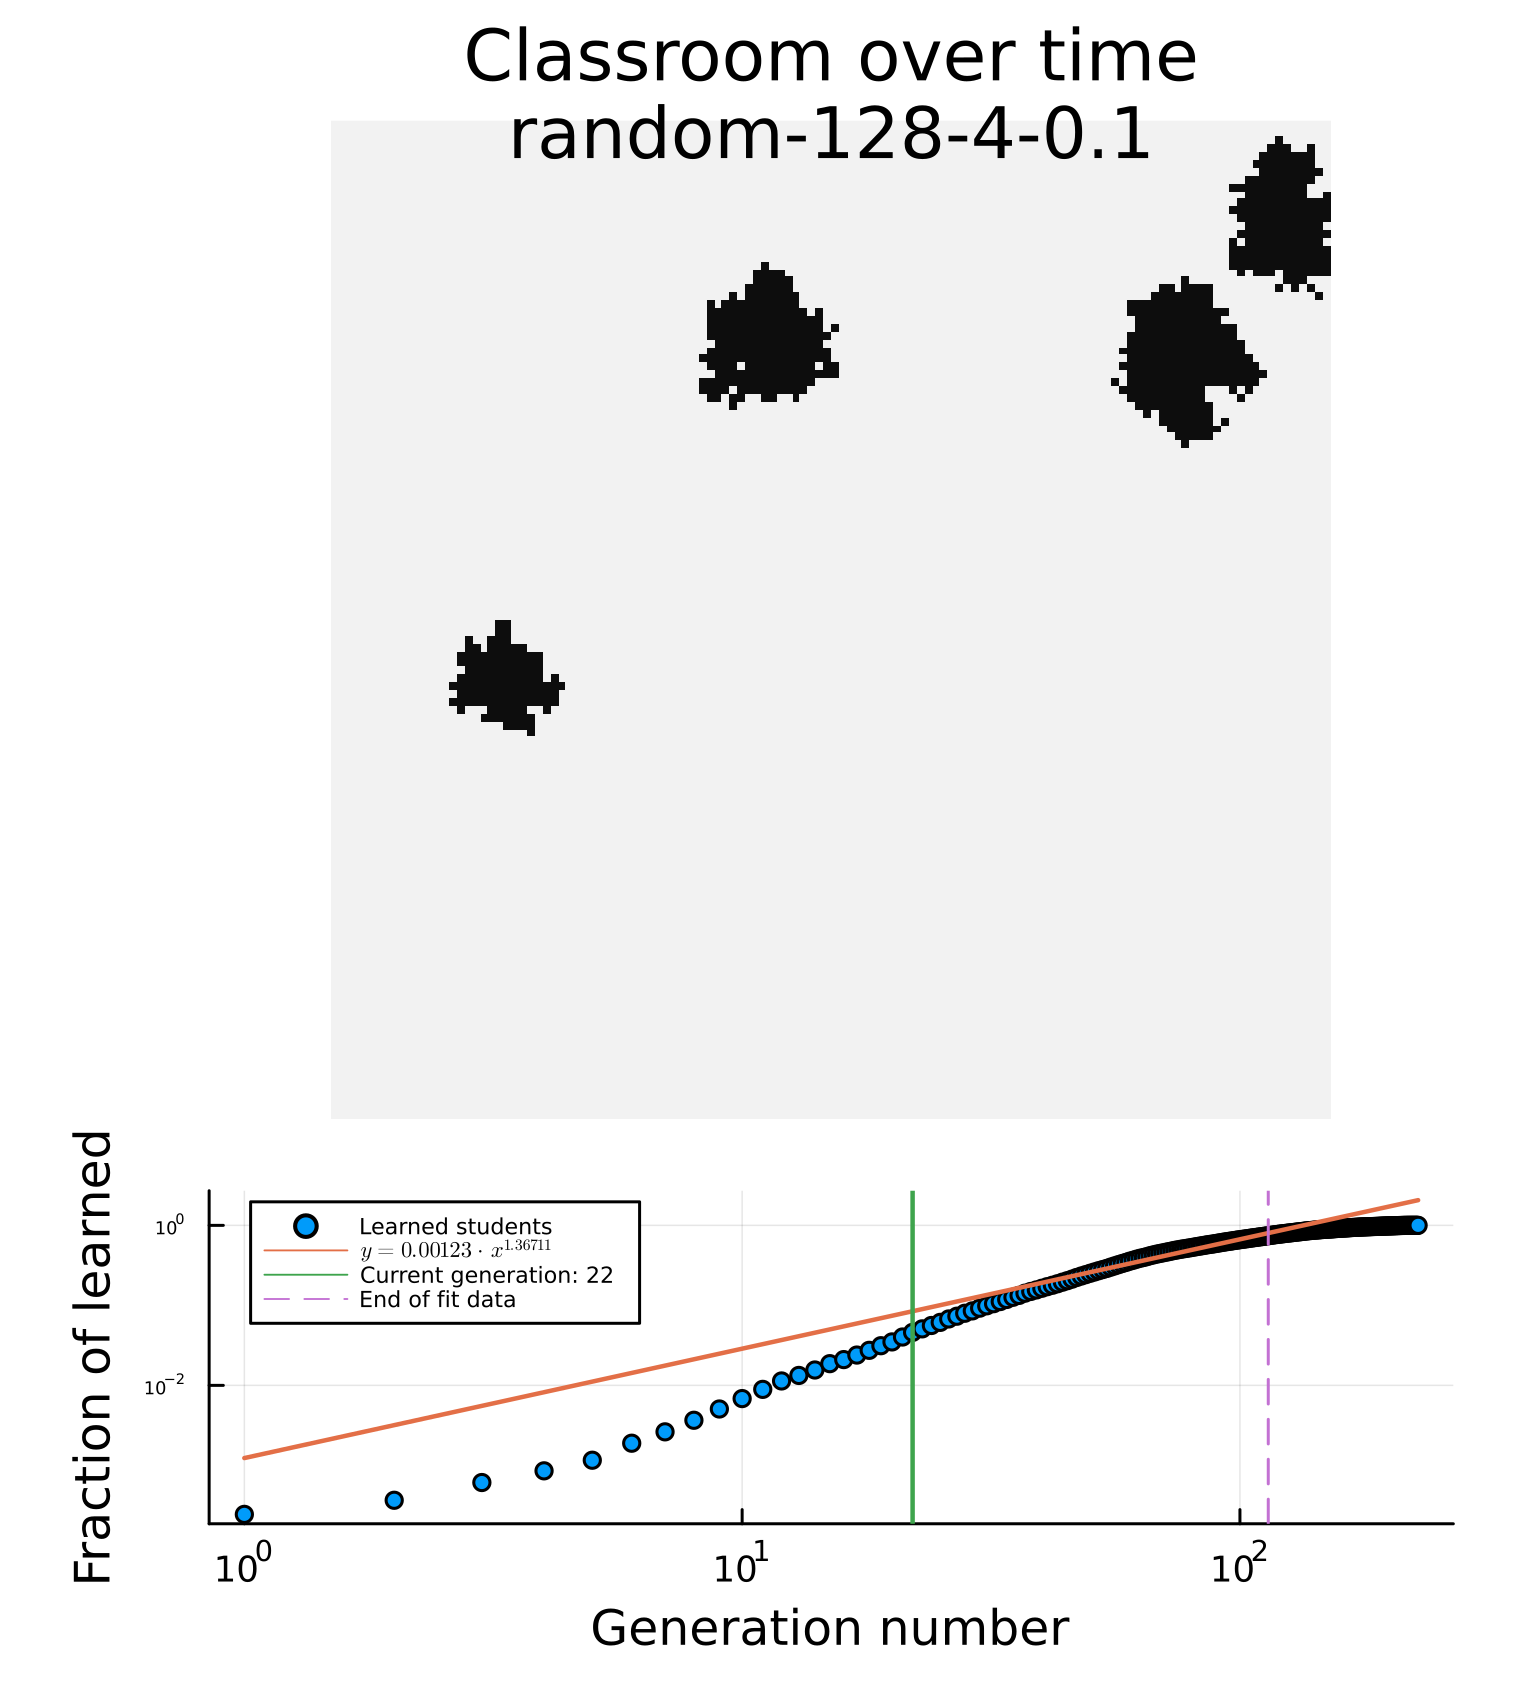 Classroom over time
random-128-4-0.1
Fraction of learned
10^0
10^-2
Learned students
y = 0.00123 · x^1.36711
Current generation: 22
End of fit data
10^0
10^1
10^2
Generation number